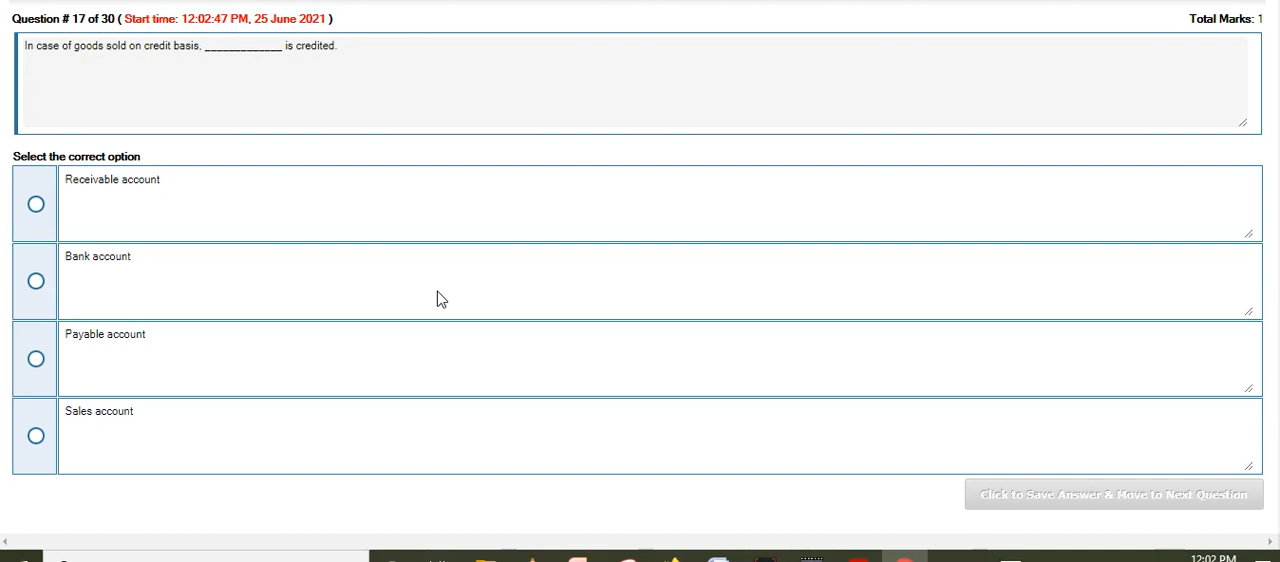 Question # 17 of 30 ( Start time: 12:02:47 PM, 25 June 2021 ) Total Marks: 1
In case of goods sold on credit basis, _____________ is credited.
Select the correct option
Receivable account
Bank account
Payable account
Sales account
Click to Save Answer & Move to Next Question
12:02 PM